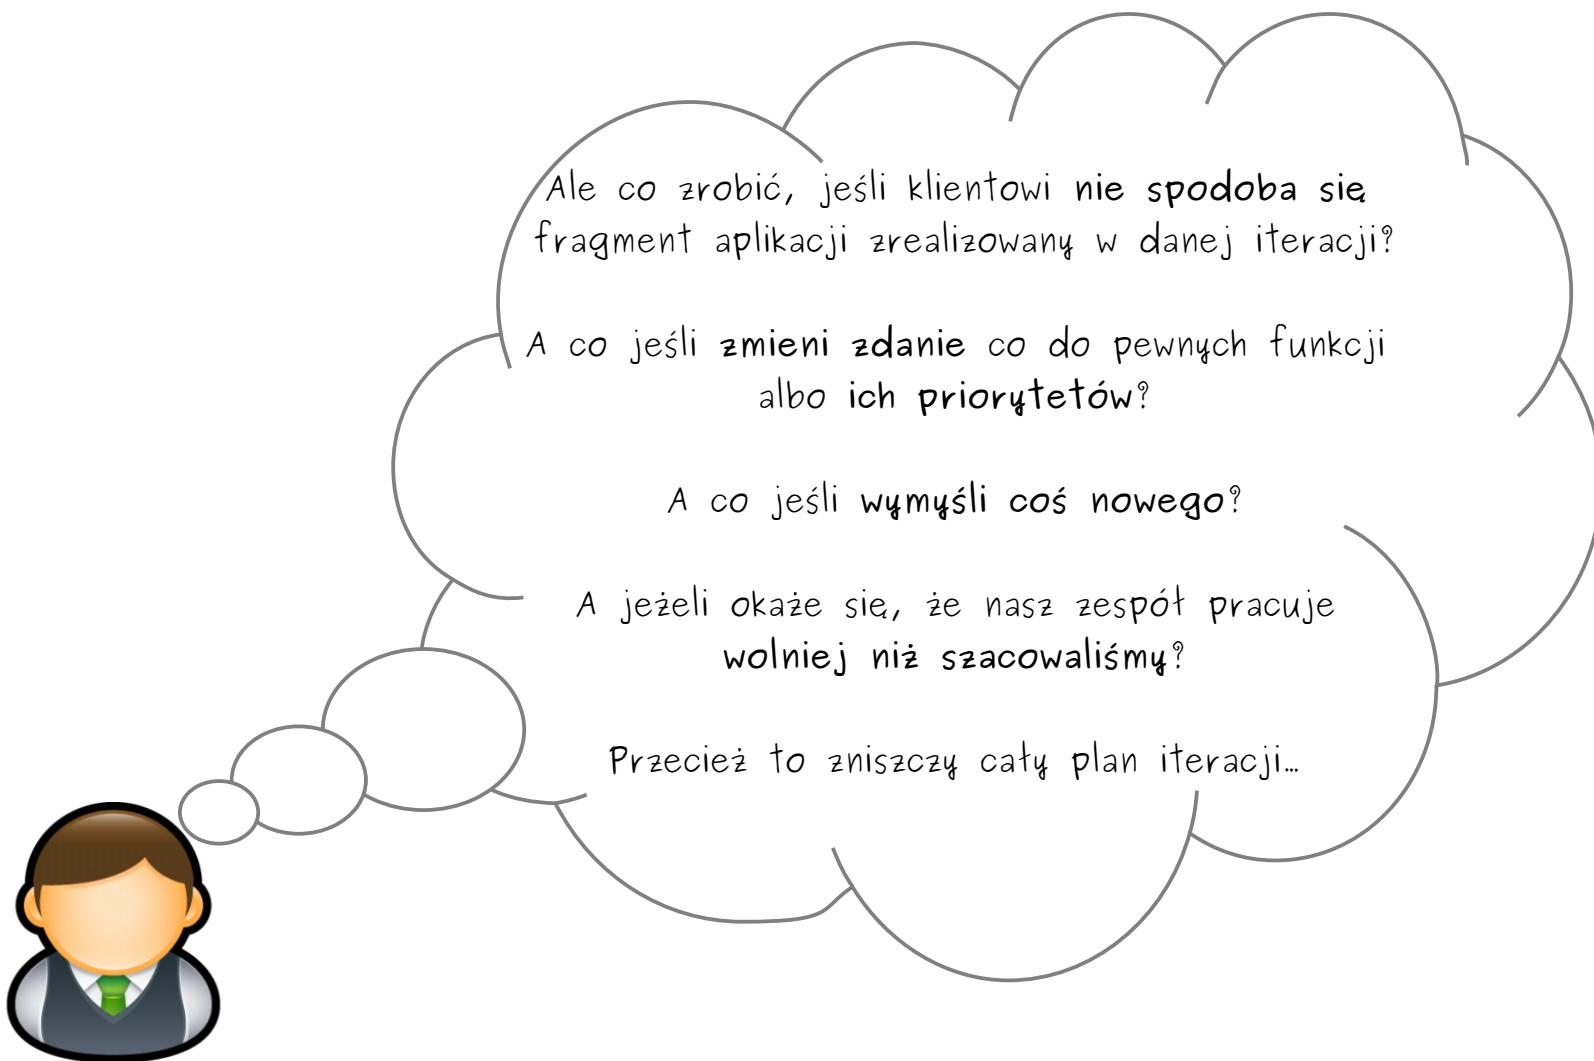 Ale co zrobić, jeśli klientowi nie spodoba się
fragment aplikacji zrealizowany w danej iteracji?
A co jeśli zmieni zdanie co do pewnych funkcji
albo ich priorytetów?
A co jeśli wymyśli coś nowego?
A jeżeli okaże się, że nasz zespół pracuje
wolniej niż szacowaliśmy?
Przecież to zniszczy cały plan iteracji...